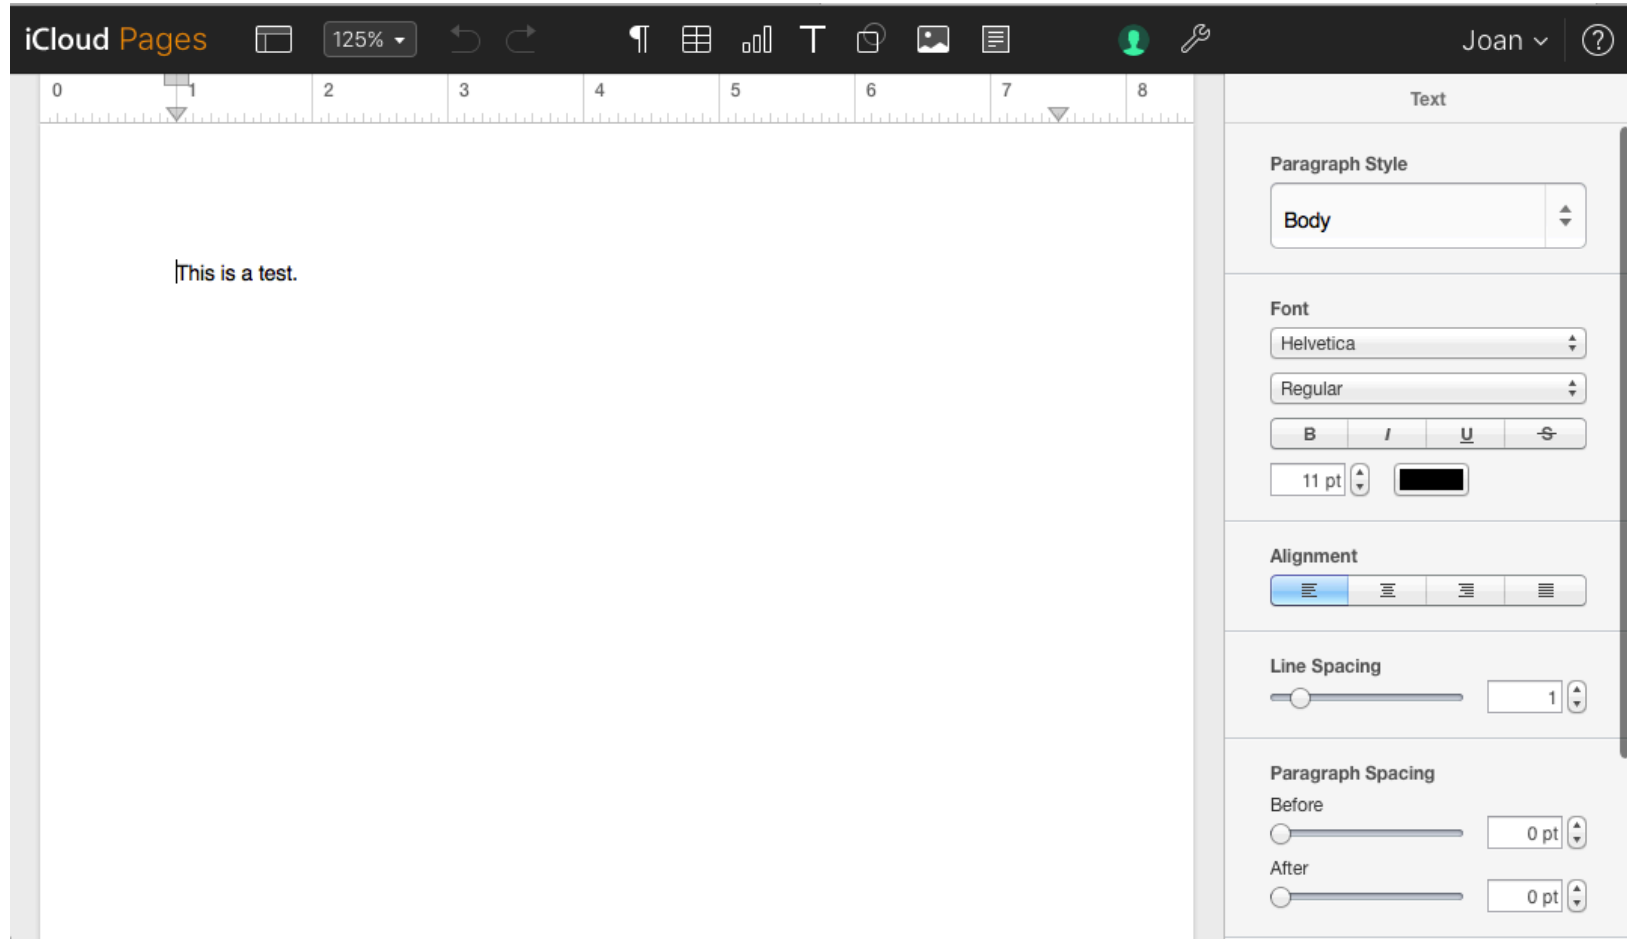 iCloud Pages 125% Joan ?
0 1 2 3 4 5 6 7 8
Text
Paragraph Style
Body
This is a test.
Font
Helvetica
Regular
B I U S
11 pt
Alignment
Line Spacing
1
Paragraph Spacing
Before
0 pt
After
0 pt